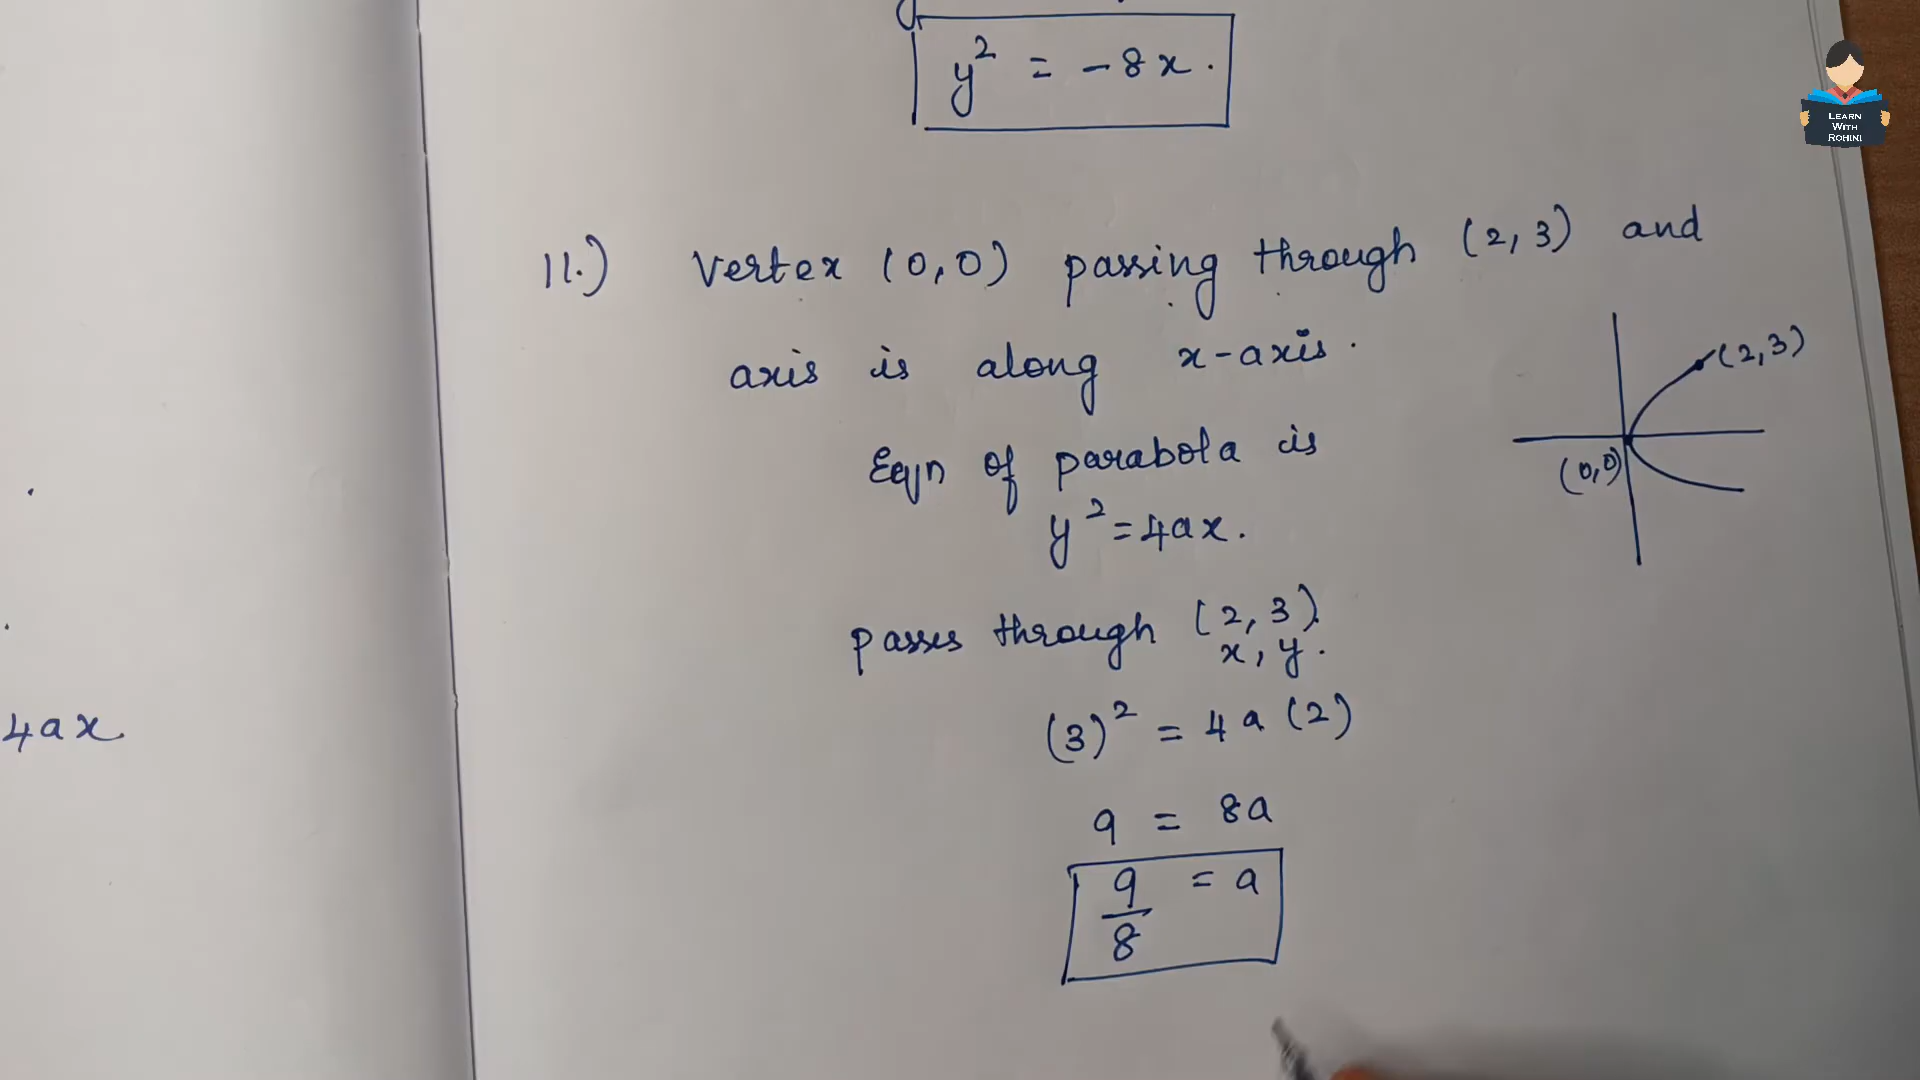 y² = -8x.
LEARN
WITH
ROHINI
11.) Vertex (0,0) passing through (2,3) and
axis is along x-axis.
(2,3)
(0,0)
Eqn of parabola is
y² = 4ax.
passes through (2,3).
x, y.
(3)² = 4a(2)
4ax
9 = 8a
9/8 = a